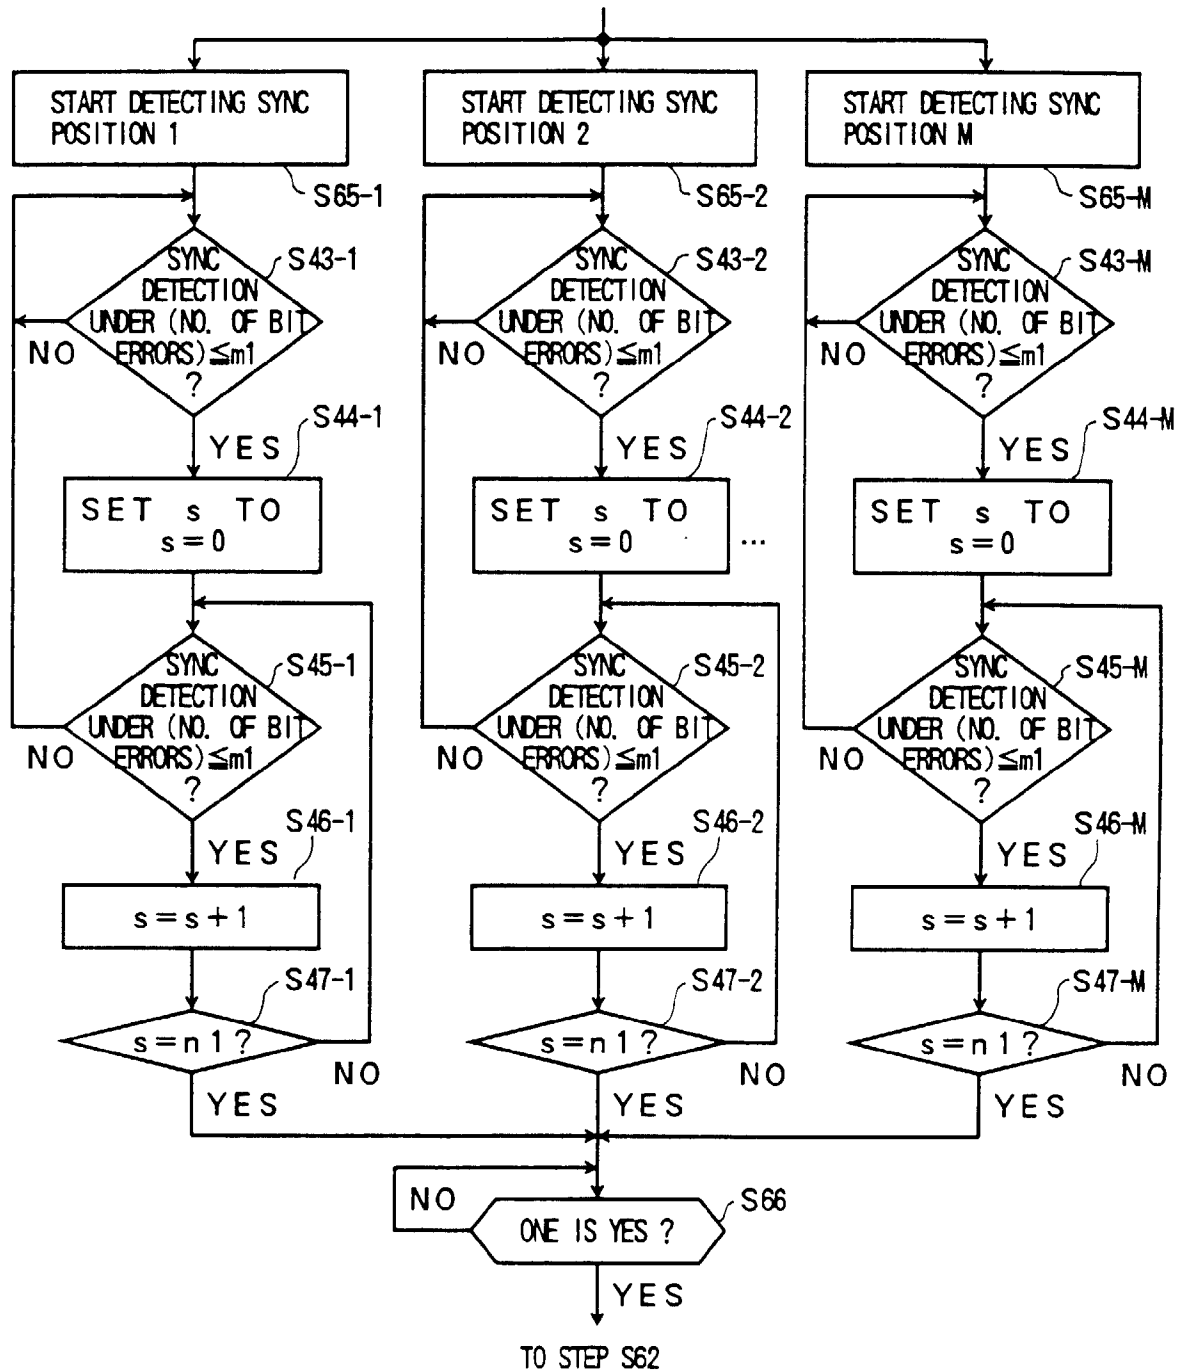 START DETECTING SYNC
POSITION 1
S65-1
SYNC
DETECTION
UNDER (NO. OF BIT
ERRORS)≦m1
?
S43-1
NO
YES
S44-1
SET s TO
s=0
SYNC
DETECTION
UNDER (NO. OF BIT
ERRORS)≦m1
?
S45-1
NO
YES
S46-1
s=s+1
S47-1
s=n1?
NO
YES
START DETECTING SYNC
POSITION 2
S65-2
SYNC
DETECTION
UNDER (NO. OF BIT
ERRORS)≦m1
?
S43-2
NO
YES
S44-2
SET s TO
s=0
...
SYNC
DETECTION
UNDER (NO. OF BIT
ERRORS)≦m1
?
S45-2
NO
YES
S46-2
s=s+1
S47-2
s=n1?
NO
YES
START DETECTING SYNC
POSITION M
S65-M
SYNC
DETECTION
UNDER (NO. OF BIT
ERRORS)≦m1
?
S43-M
NO
YES
S44-M
SET s TO
s=0
SYNC
DETECTION
UNDER (NO. OF BIT
ERRORS)≦m1
?
S45-M
NO
YES
S46-M
s=s+1
S47-M
s=n1?
NO
YES
NO
S66
ONE IS YES ?
YES
TO STEP S62